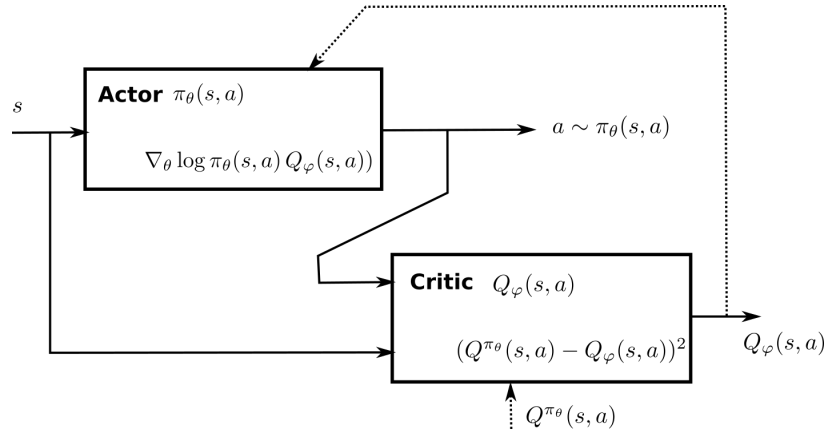 s
Actor π_θ(s, a)
a ∼ π_θ(s, a)
∇_θ log π_θ(s, a) Q_φ(s, a))
Critic Q_φ(s, a)
(Q^{π_θ}(s, a) − Q_φ(s, a))²
Q_φ(s, a)
Q^{π_θ}(s, a)